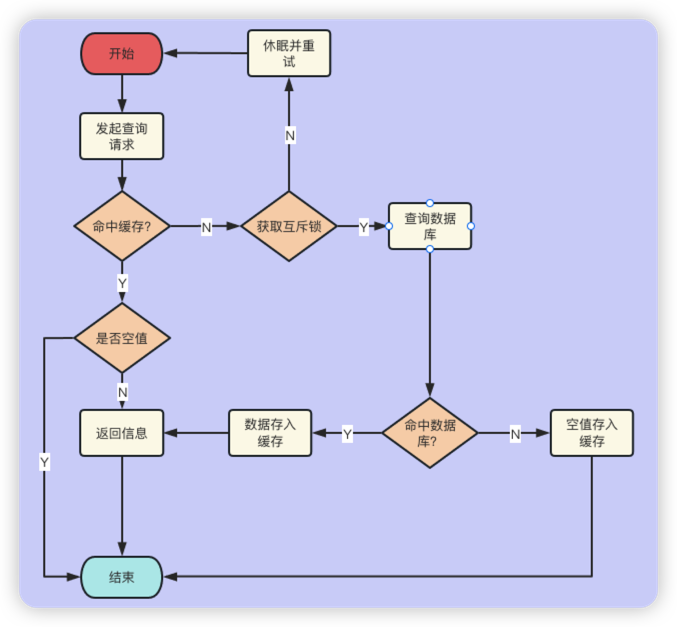 开始
休眠并重
试
发起查询
请求
N
命中缓存?
N
获取互斥锁
Y
查询数据
库
Y
是否空值
N
返回信息
数据存入
缓存
Y
命中数据
库?
N
空值存入
缓存
Y
结束